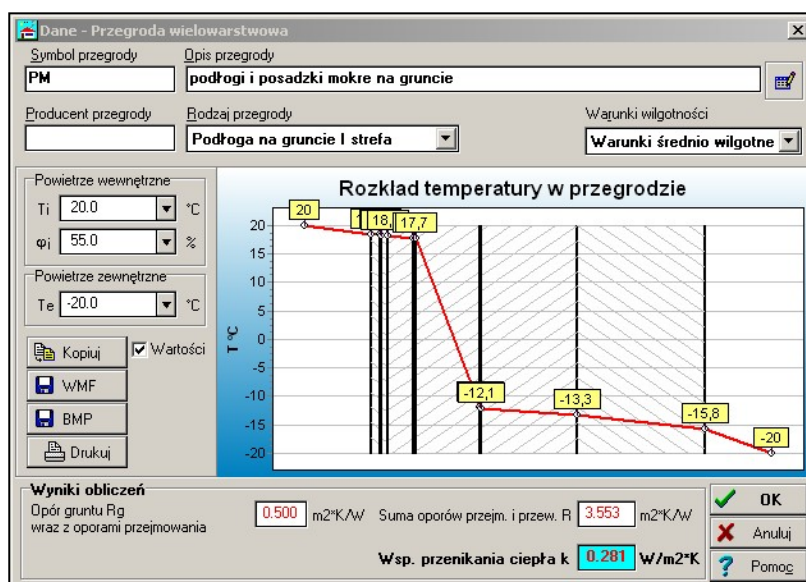 Dane - Przegroda wielowarstwowa
Symbol przegrody Opis przegrody
PM podłogi i posadzki mokre na gruncie
Producent przegrody Rodzaj przegrody Warunki wilgotności
Podłoga na gruncie I strefa Warunki średnio wilgotne
Powietrze wewnętrzne
Ti 20.0 °C
φi 55.0 %
Powietrze zewnętrzne
Te -20.0 °C
Kopiuj Wartości
WMF
BMP
Drukuj
Rozkład temperatury w przegrodzie
T °C
20
15
10
5
0
-5
-10
-15
-20
20
18,
17,7
-12,1
-13,3
-15,8
-20
Wyniki obliczeń
Opór gruntu Rg
wraz z oporami przejmowania
0.500 m2*K/W Suma oporów przejm. i przew. R 3.553 m2*K/W
Wsp. przenikania ciepła k 0.281 W/m2*K
OK
Anuluj
Pomoc